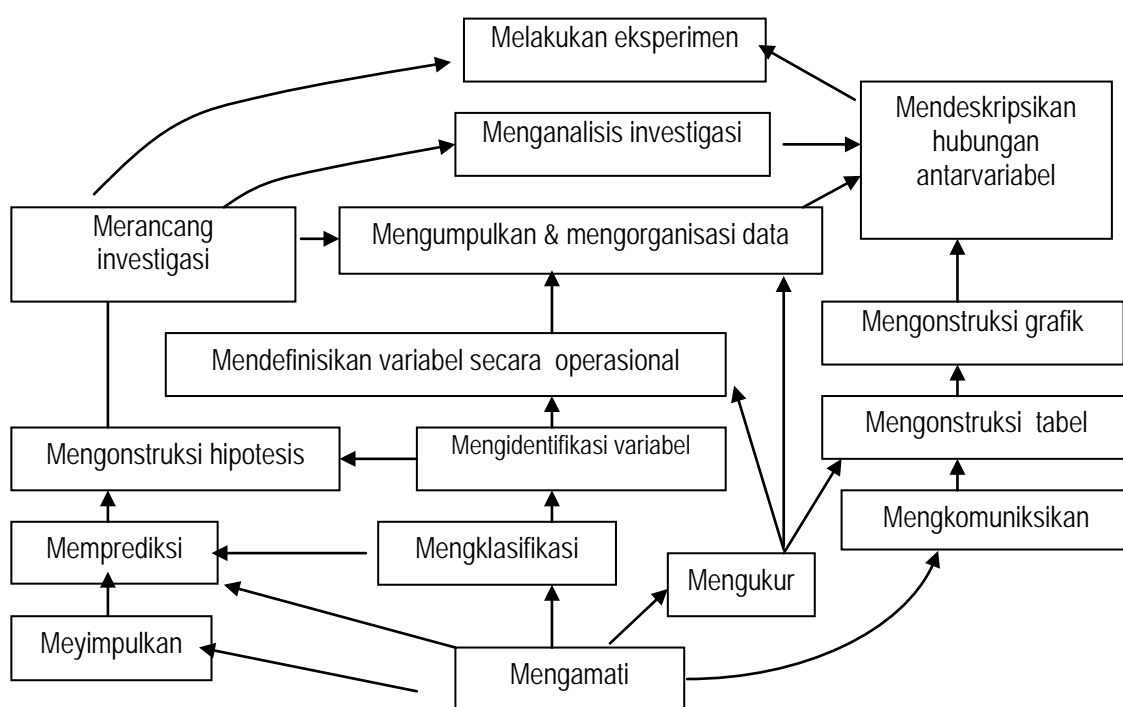 Melakukan eksperimen
Mendeskripsikan
hubungan
antarvariabel
Menganalisis investigasi
Merancang
investigasi
Mengumpulkan & mengorganisasi data
Mengonstruksi grafik
Mendefinisikan variabel secara operasional
Mengonstruksi tabel
Mengonstruksi hipotesis
Mengidentifikasi variabel
Mengkomuniksikan
Memprediksi
Mengklasifikasi
Mengukur
Meyimpulkan
Mengamati